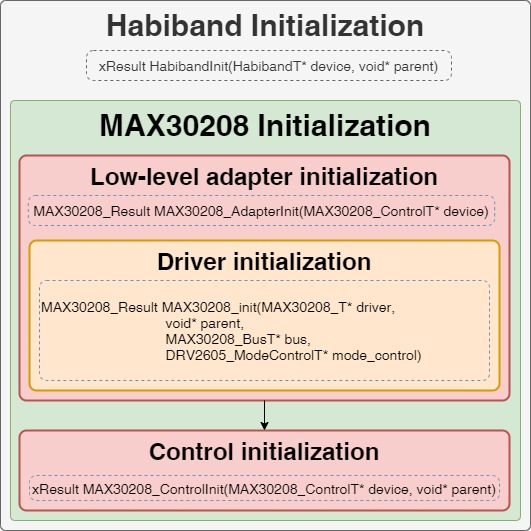 Habiband Initialization
xResult HabibandInit(HabibandT* device, void* parent)
MAX30208 Initialization
Low-level adapter initialization
MAX30208_Result MAX30208_AdapterInit(MAX30208_ControlT* device)
Driver initialization
MAX30208_Result MAX30208_init(MAX30208_T* driver,
void* parent,
MAX30208_BusT* bus,
DRV2605_ModeControlT* mode_control)
Control initialization
xResult MAX30208_ControlInit(MAX30208_ControlT* device, void* parent)